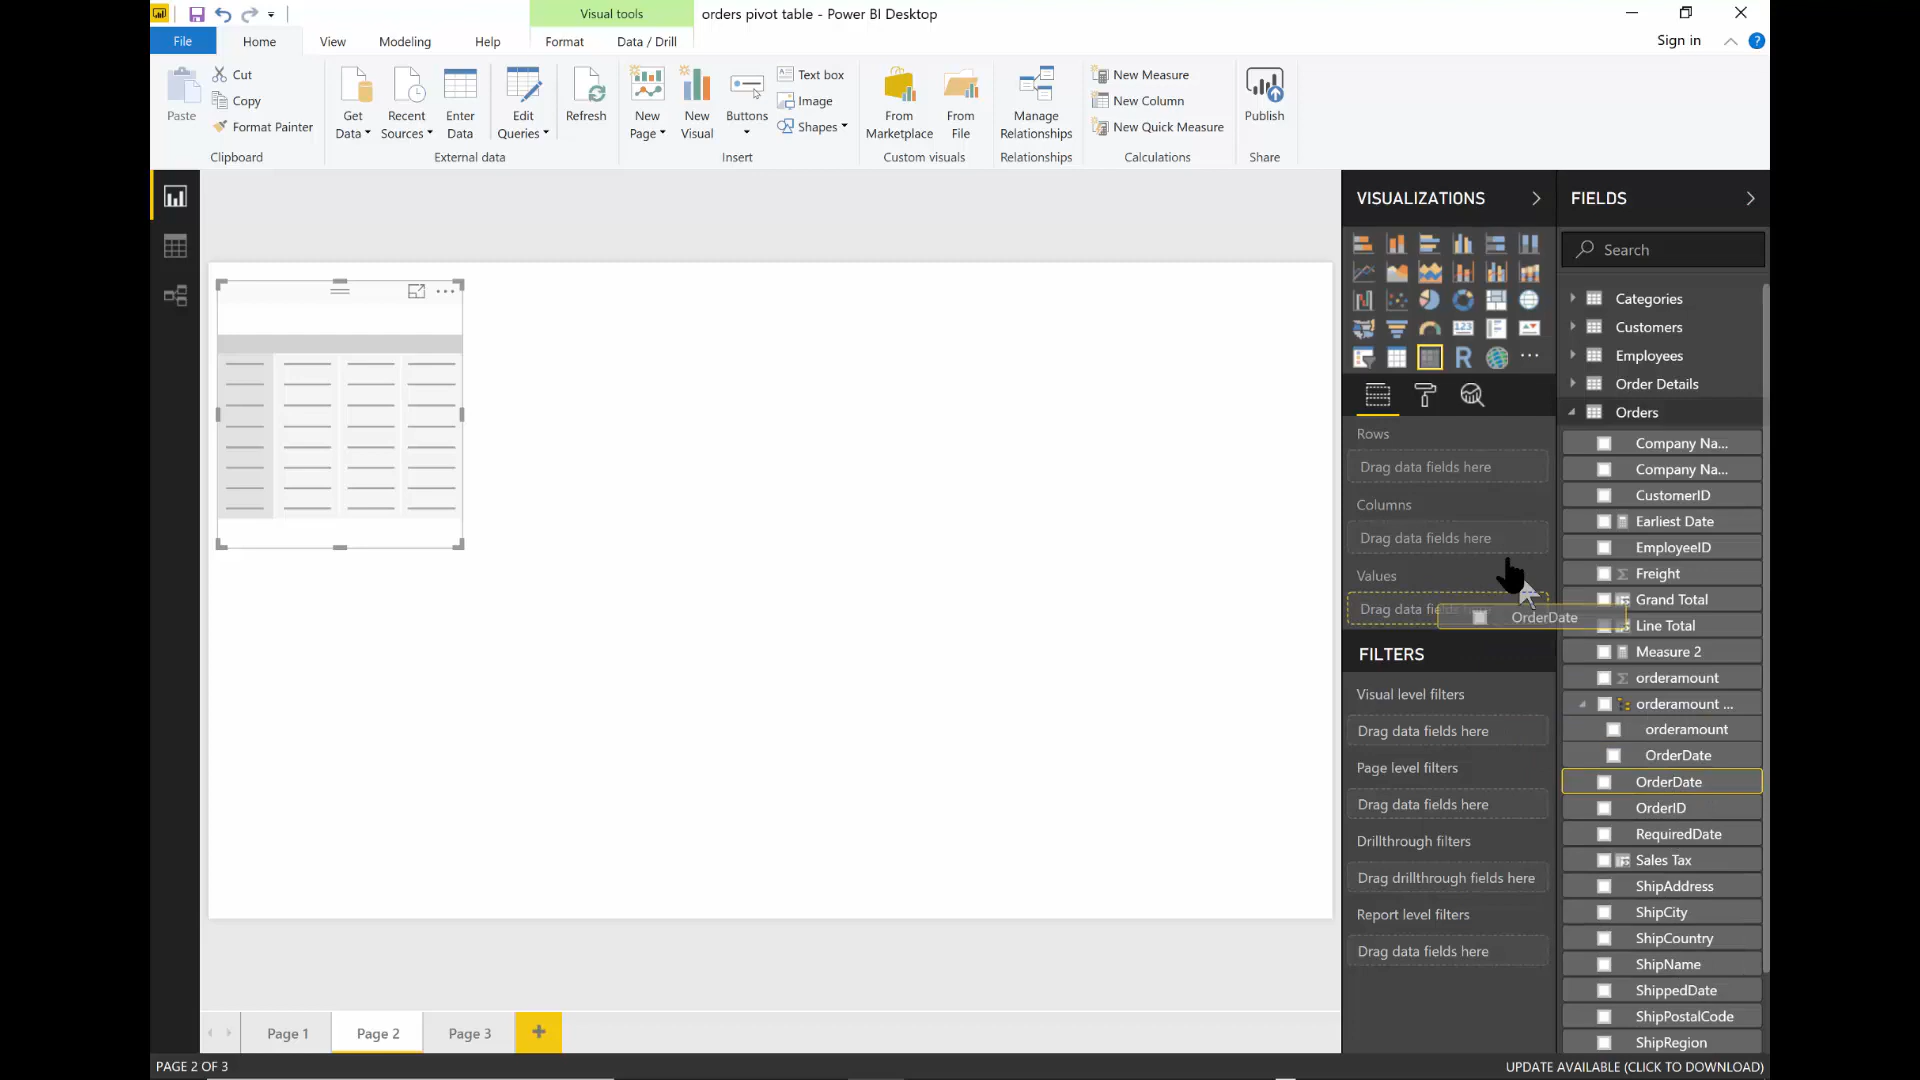 Visual tools
orders pivot table - Power BI Desktop
File
Home
View
Modeling
Help
Format
Data / Drill
Sign in
?
Paste
Cut
Copy
Format Painter
Clipboard
Get Data
Recent Sources
Enter Data
Edit Queries
Refresh
External data
New Page
New Visual
Buttons
Text box
Image
Shapes
Insert
From Marketplace
From File
Custom visuals
Manage Relationships
Relationships
New Measure
New Column
New Quick Measure
Calculations
Publish
Share
VISUALIZATIONS
123
R
Rows
Drag data fields here
Columns
Drag data fields here
Values
Drag data fields
OrderDate
FILTERS
Visual level filters
Drag data fields here
Page level filters
Drag data fields here
Drillthrough filters
Drag drillthrough fields here
Report level filters
Drag data fields here
FIELDS
Search
Categories
Customers
Employees
Order Details
Orders
Company Na...
Company Na...
CustomerID
Earliest Date
EmployeeID
Σ Freight
Grand Total
Line Total
Measure 2
Σ orderamount
orderamount ...
orderamount
OrderDate
OrderDate
OrderID
RequiredDate
Sales Tax
ShipAddress
ShipCity
ShipCountry
ShipName
ShippedDate
ShipPostalCode
ShipRegion
Page 1
Page 2
Page 3
+
PAGE 2 OF 3
UPDATE AVAILABLE (CLICK TO DOWNLOAD)